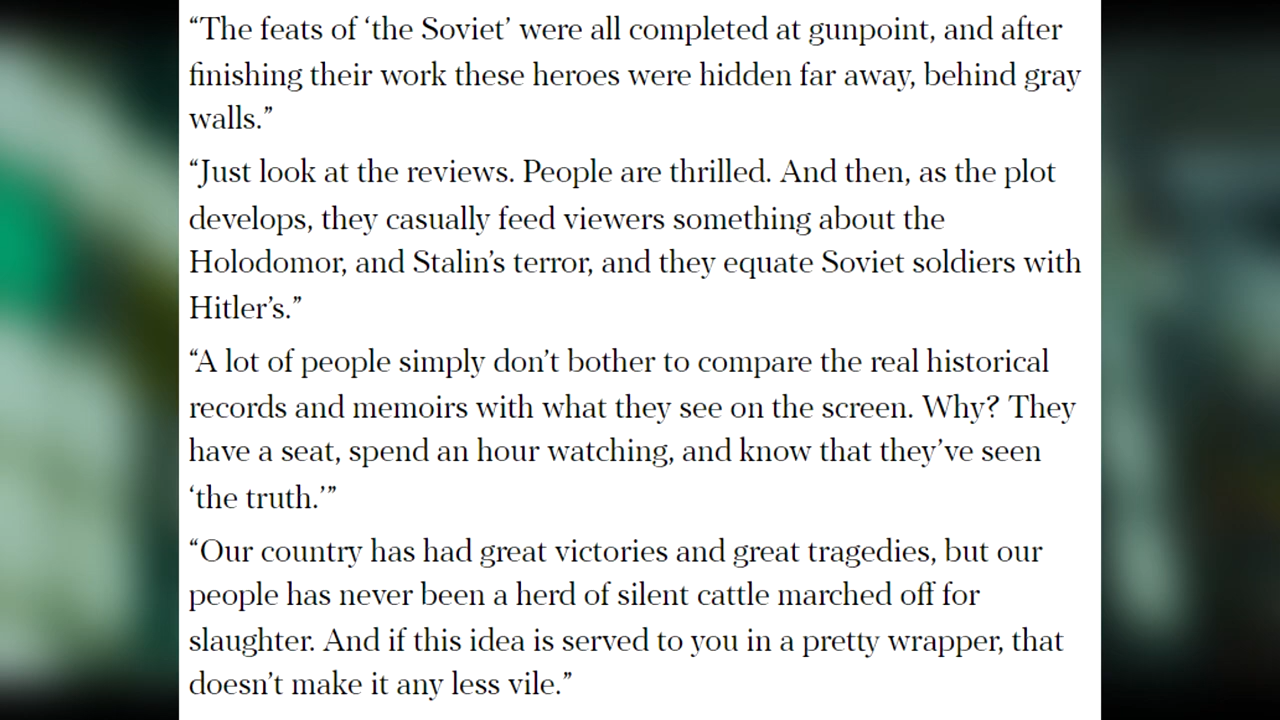 “The feats of ‘the Soviet’ were all completed at gunpoint, and after
finishing their work these heroes were hidden far away, behind gray
walls.”
“Just look at the reviews. People are thrilled. And then, as the plot
develops, they casually feed viewers something about the
Holodomor, and Stalin’s terror, and they equate Soviet soldiers with
Hitler’s.”
“A lot of people simply don’t bother to compare the real historical
records and memoirs with what they see on the screen. Why? They
have a seat, spend an hour watching, and know that they’ve seen
‘the truth.’”
“Our country has had great victories and great tragedies, but our
people has never been a herd of silent cattle marched off for
slaughter. And if this idea is served to you in a pretty wrapper, that
doesn’t make it any less vile.”